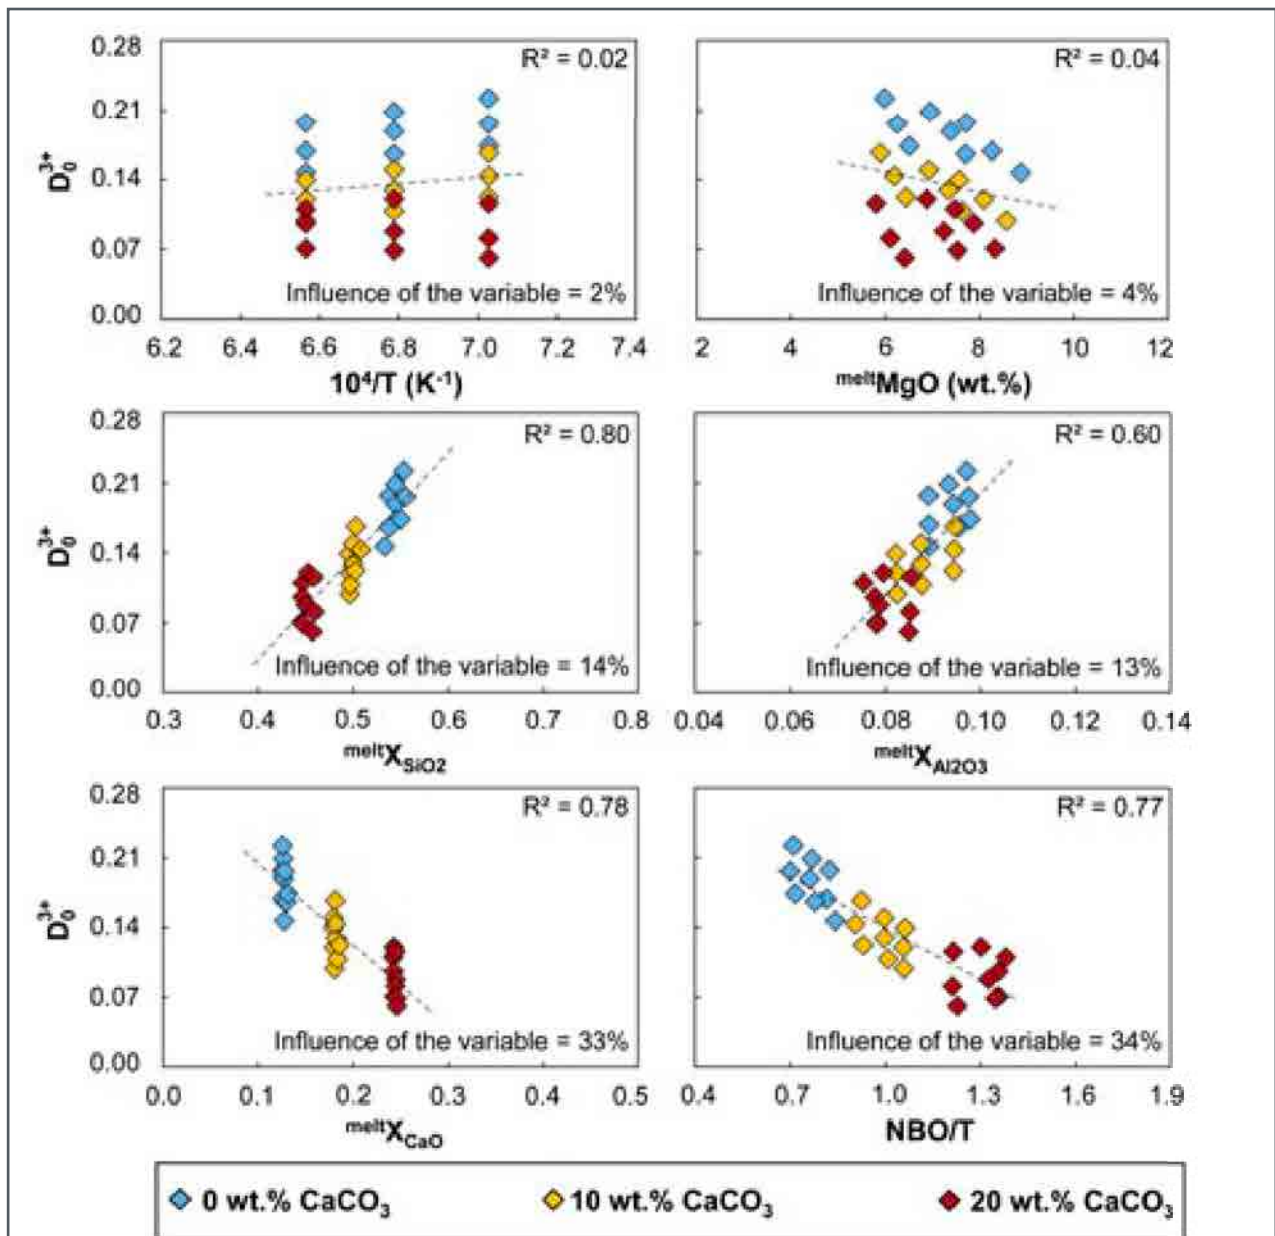 0.28
R² = 0.02
0.21
0.14
0.07
0.00
D₀³⁺
Influence of the variable = 2%
6.2 6.4 6.6 6.8 7.0 7.2 7.4
10⁴/T (K⁻¹)
R² = 0.04
Influence of the variable = 4%
2 4 6 8 10 12
meltMgO (wt.%)
0.28
R² = 0.80
0.21
0.14
0.07
0.00
D₀³⁺
Influence of the variable = 14%
0.3 0.4 0.5 0.6 0.7 0.8
meltXSiO2
R² = 0.60
Influence of the variable = 13%
0.04 0.06 0.08 0.10 0.12 0.14
meltXAl2O3
0.28
R² = 0.78
0.21
0.14
0.07
0.00
D₀³⁺
Influence of the variable = 33%
0.0 0.1 0.2 0.3 0.4 0.5
meltXCaO
R² = 0.77
Influence of the variable = 34%
0.4 0.7 1.0 1.3 1.6 1.9
NBO/T
0 wt.% CaCO₃
10 wt.% CaCO₃
20 wt.% CaCO₃